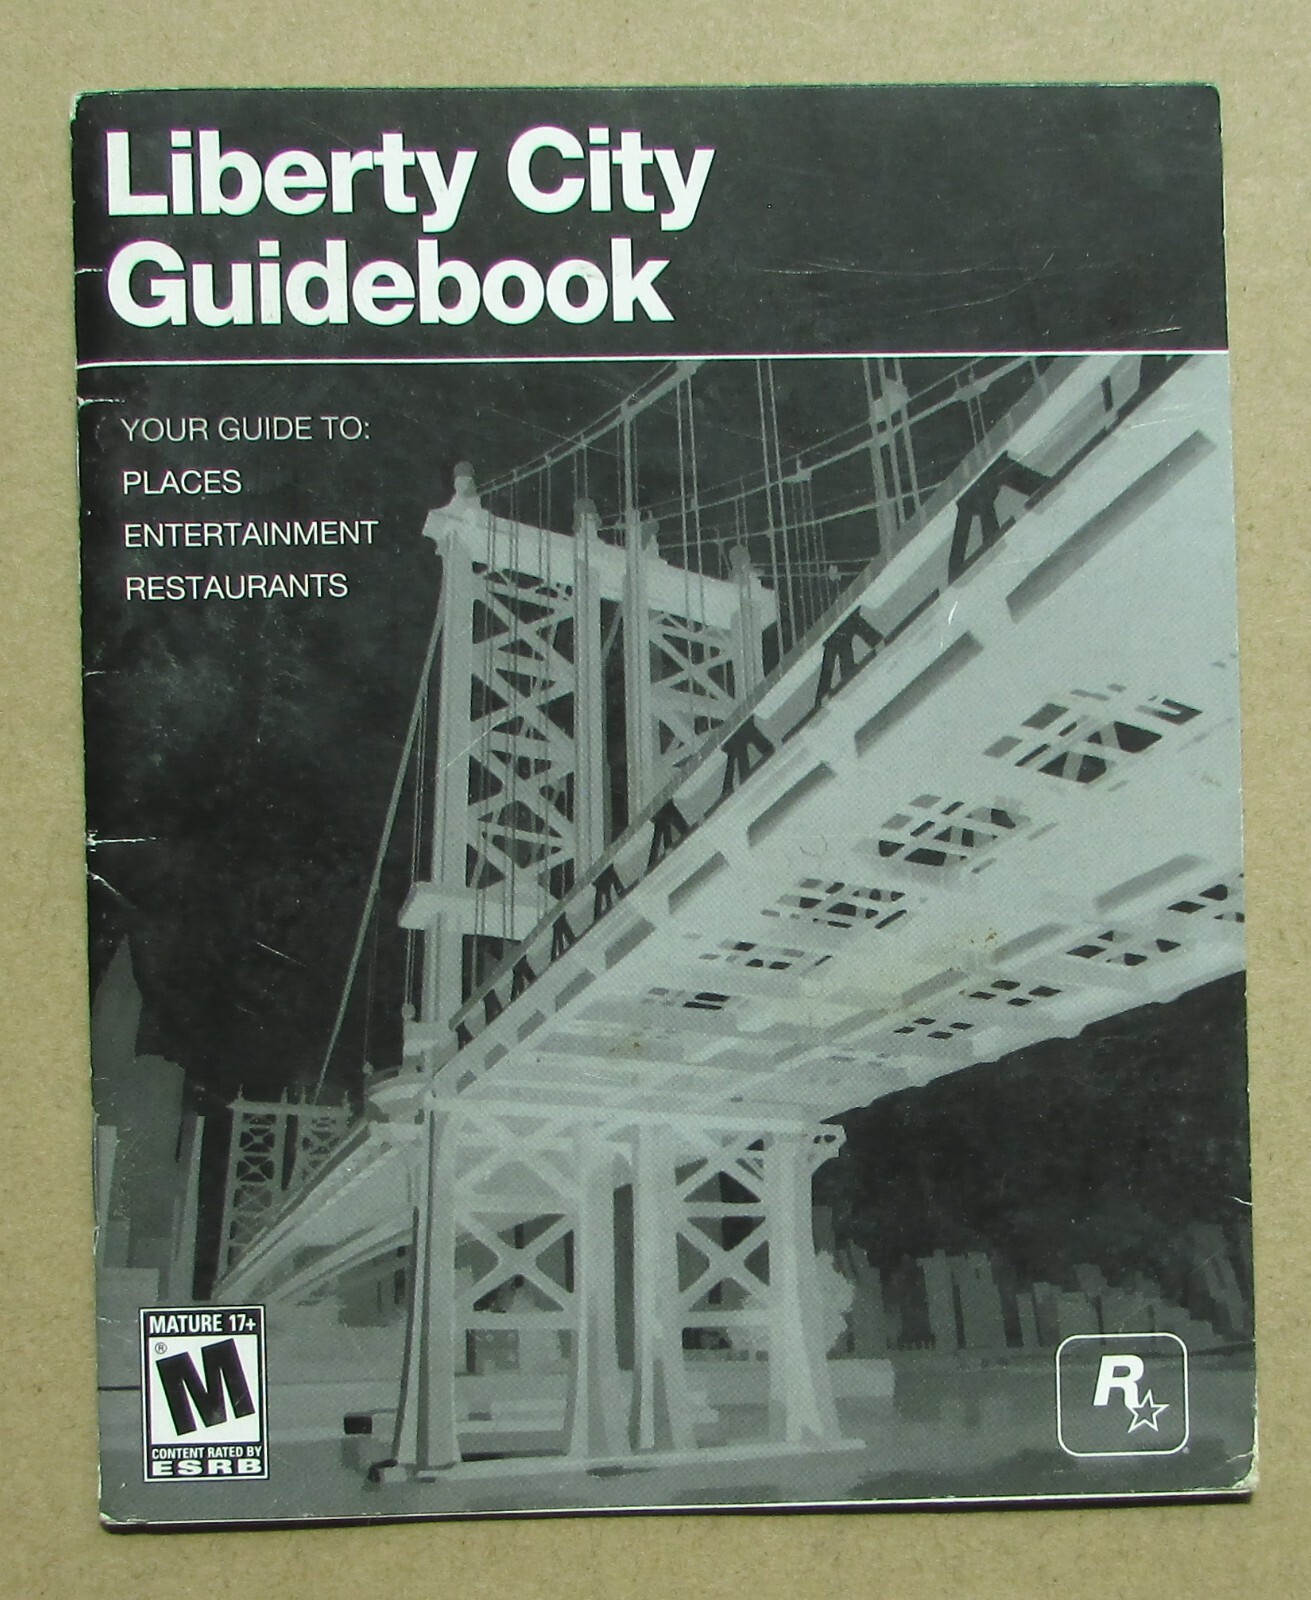 Liberty City
Guidebook
YOUR GUIDE TO:
PLACES
ENTERTAINMENT
RESTAURANTS
MATURE 17+
®
M
CONTENT RATED BY
ESRB
R